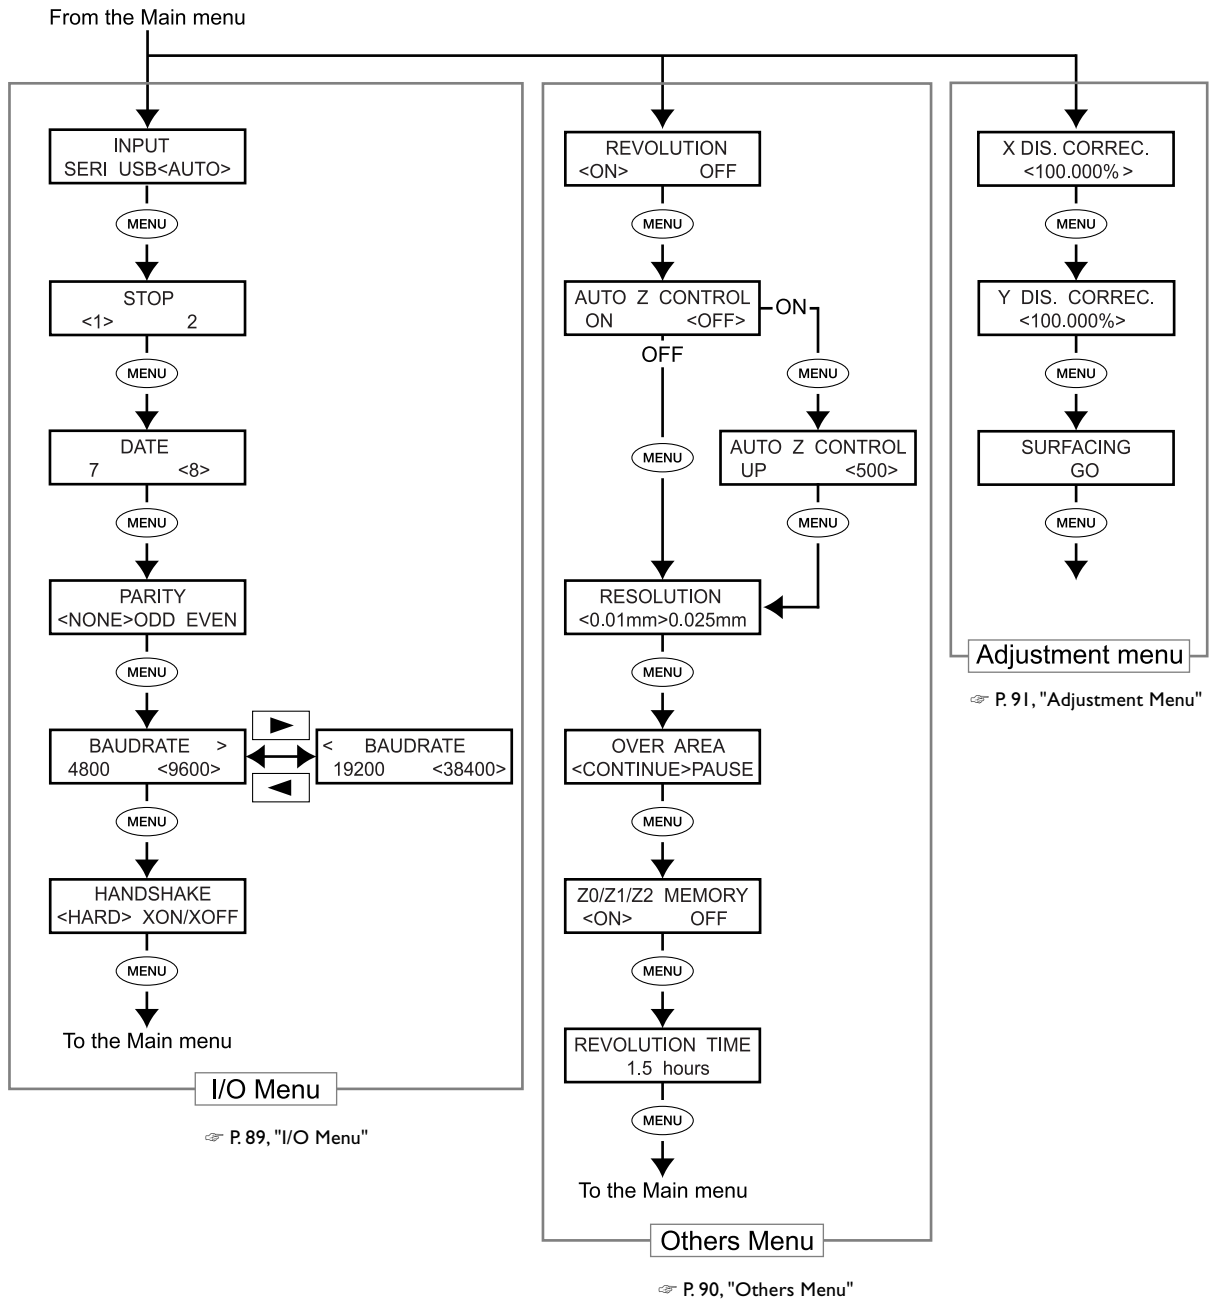 From the Main menu
INPUT
SERI USB<AUTO>
MENU
STOP
<1> 2
MENU
DATE
7 <8>
MENU
PARITY
<NONE>ODD EVEN
MENU
BAUDRATE >
4800 <9600>
< BAUDRATE
19200 <38400>
MENU
HANDSHAKE
<HARD> XON/XOFF
MENU
To the Main menu
I/O Menu
☞ P. 89, "I/O Menu"
REVOLUTION
<ON> OFF
MENU
AUTO Z CONTROL
ON <OFF>
ON
OFF
MENU
MENU
AUTO Z CONTROL
UP <500>
MENU
RESOLUTION
<0.01mm>0.025mm
MENU
OVER AREA
<CONTINUE>PAUSE
MENU
Z0/Z1/Z2 MEMORY
<ON> OFF
MENU
REVOLUTION TIME
1.5 hours
MENU
To the Main menu
Others Menu
☞ P. 90, "Others Menu"
X DIS. CORREC.
<100.000% >
MENU
Y DIS. CORREC.
<100.000%>
MENU
SURFACING
GO
MENU
Adjustment menu
☞ P. 91, "Adjustment Menu"